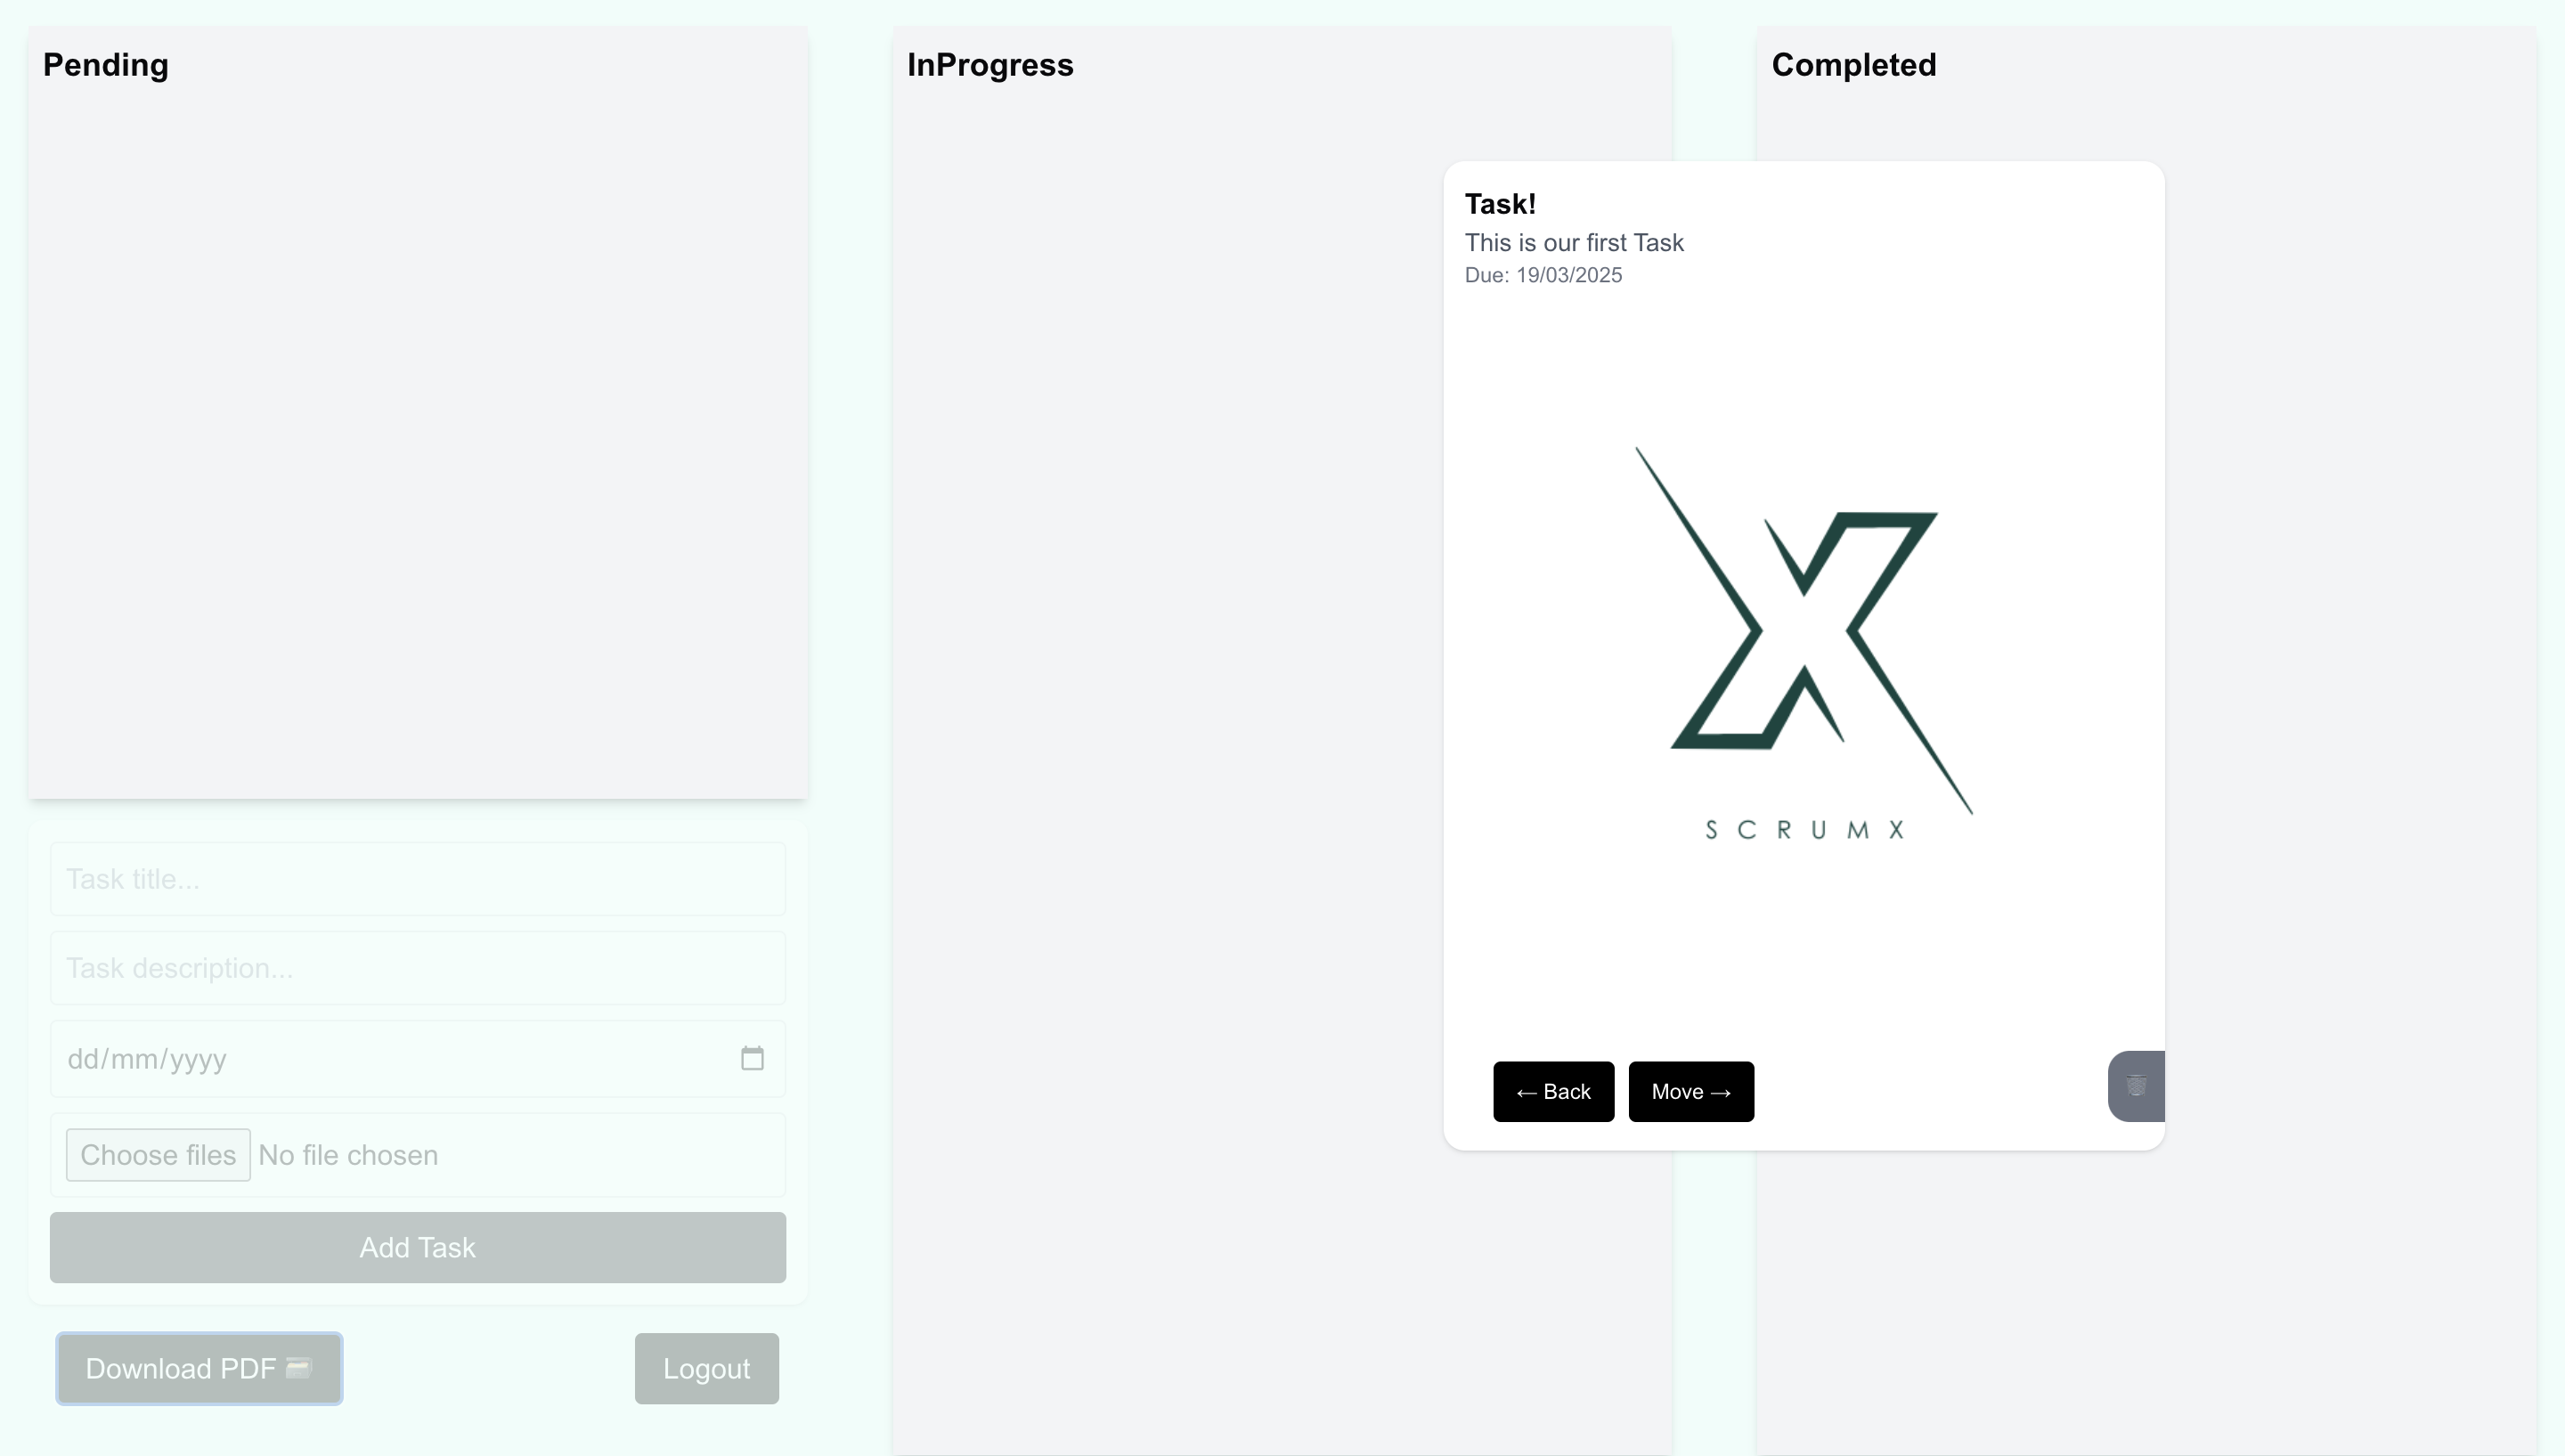 Pending
InProgress
Completed
Task!
This is our first Task
Due: 19/03/2025
SCRUMX
← Back
Move →
Task title...
Task description...
dd/mm/yyyy
Choose files No file chosen
Add Task
Download PDF
Logout